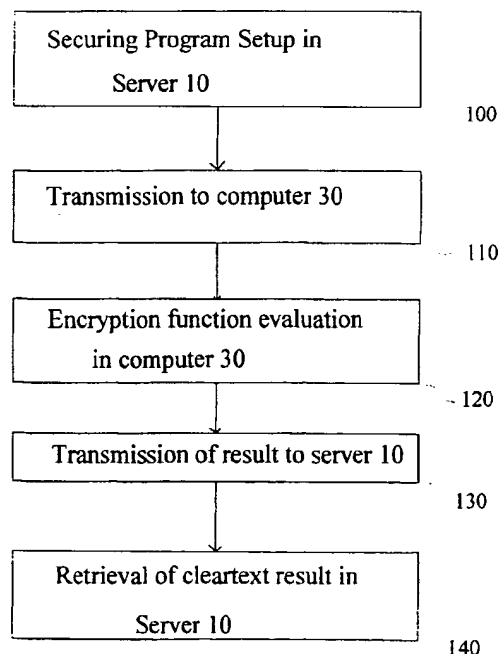 Securing Program Setup in
Server 10
100
Transmission to computer 30
110
Encryption function evaluation
in computer 30
120
Transmission of result to server 10
130
Retrieval of cleartext result in
Server 10
140